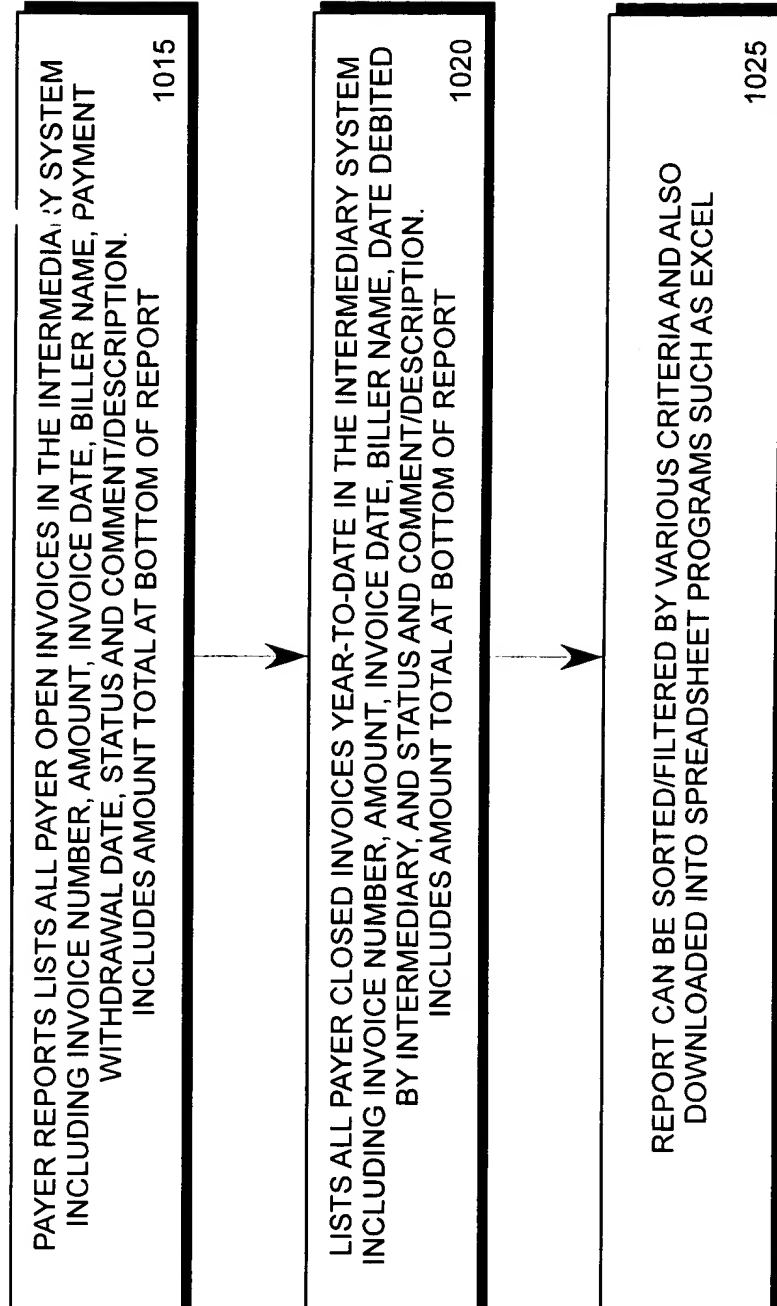 PAYER REPORTS LISTS ALL PAYER OPEN INVOICES IN THE INTERMEDIARY SYSTEM
INCLUDING INVOICE NUMBER, AMOUNT, INVOICE DATE, BILLER NAME, PAYMENT
WITHDRAWAL DATE, STATUS AND COMMENT/DESCRIPTION.
INCLUDES AMOUNT TOTAL AT BOTTOM OF REPORT
1015
LISTS ALL PAYER CLOSED INVOICES YEAR-TO-DATE IN THE INTERMEDIARY SYSTEM
INCLUDING INVOICE NUMBER, AMOUNT, INVOICE DATE, BILLER NAME, DATE DEBITED
BY INTERMEDIARY, AND STATUS AND COMMENT/DESCRIPTION.
INCLUDES AMOUNT TOTAL AT BOTTOM OF REPORT
1020
REPORT CAN BE SORTED/FILTERED BY VARIOUS CRITERIA AND ALSO
DOWNLOADED INTO SPREADSHEET PROGRAMS SUCH AS EXCEL
1025